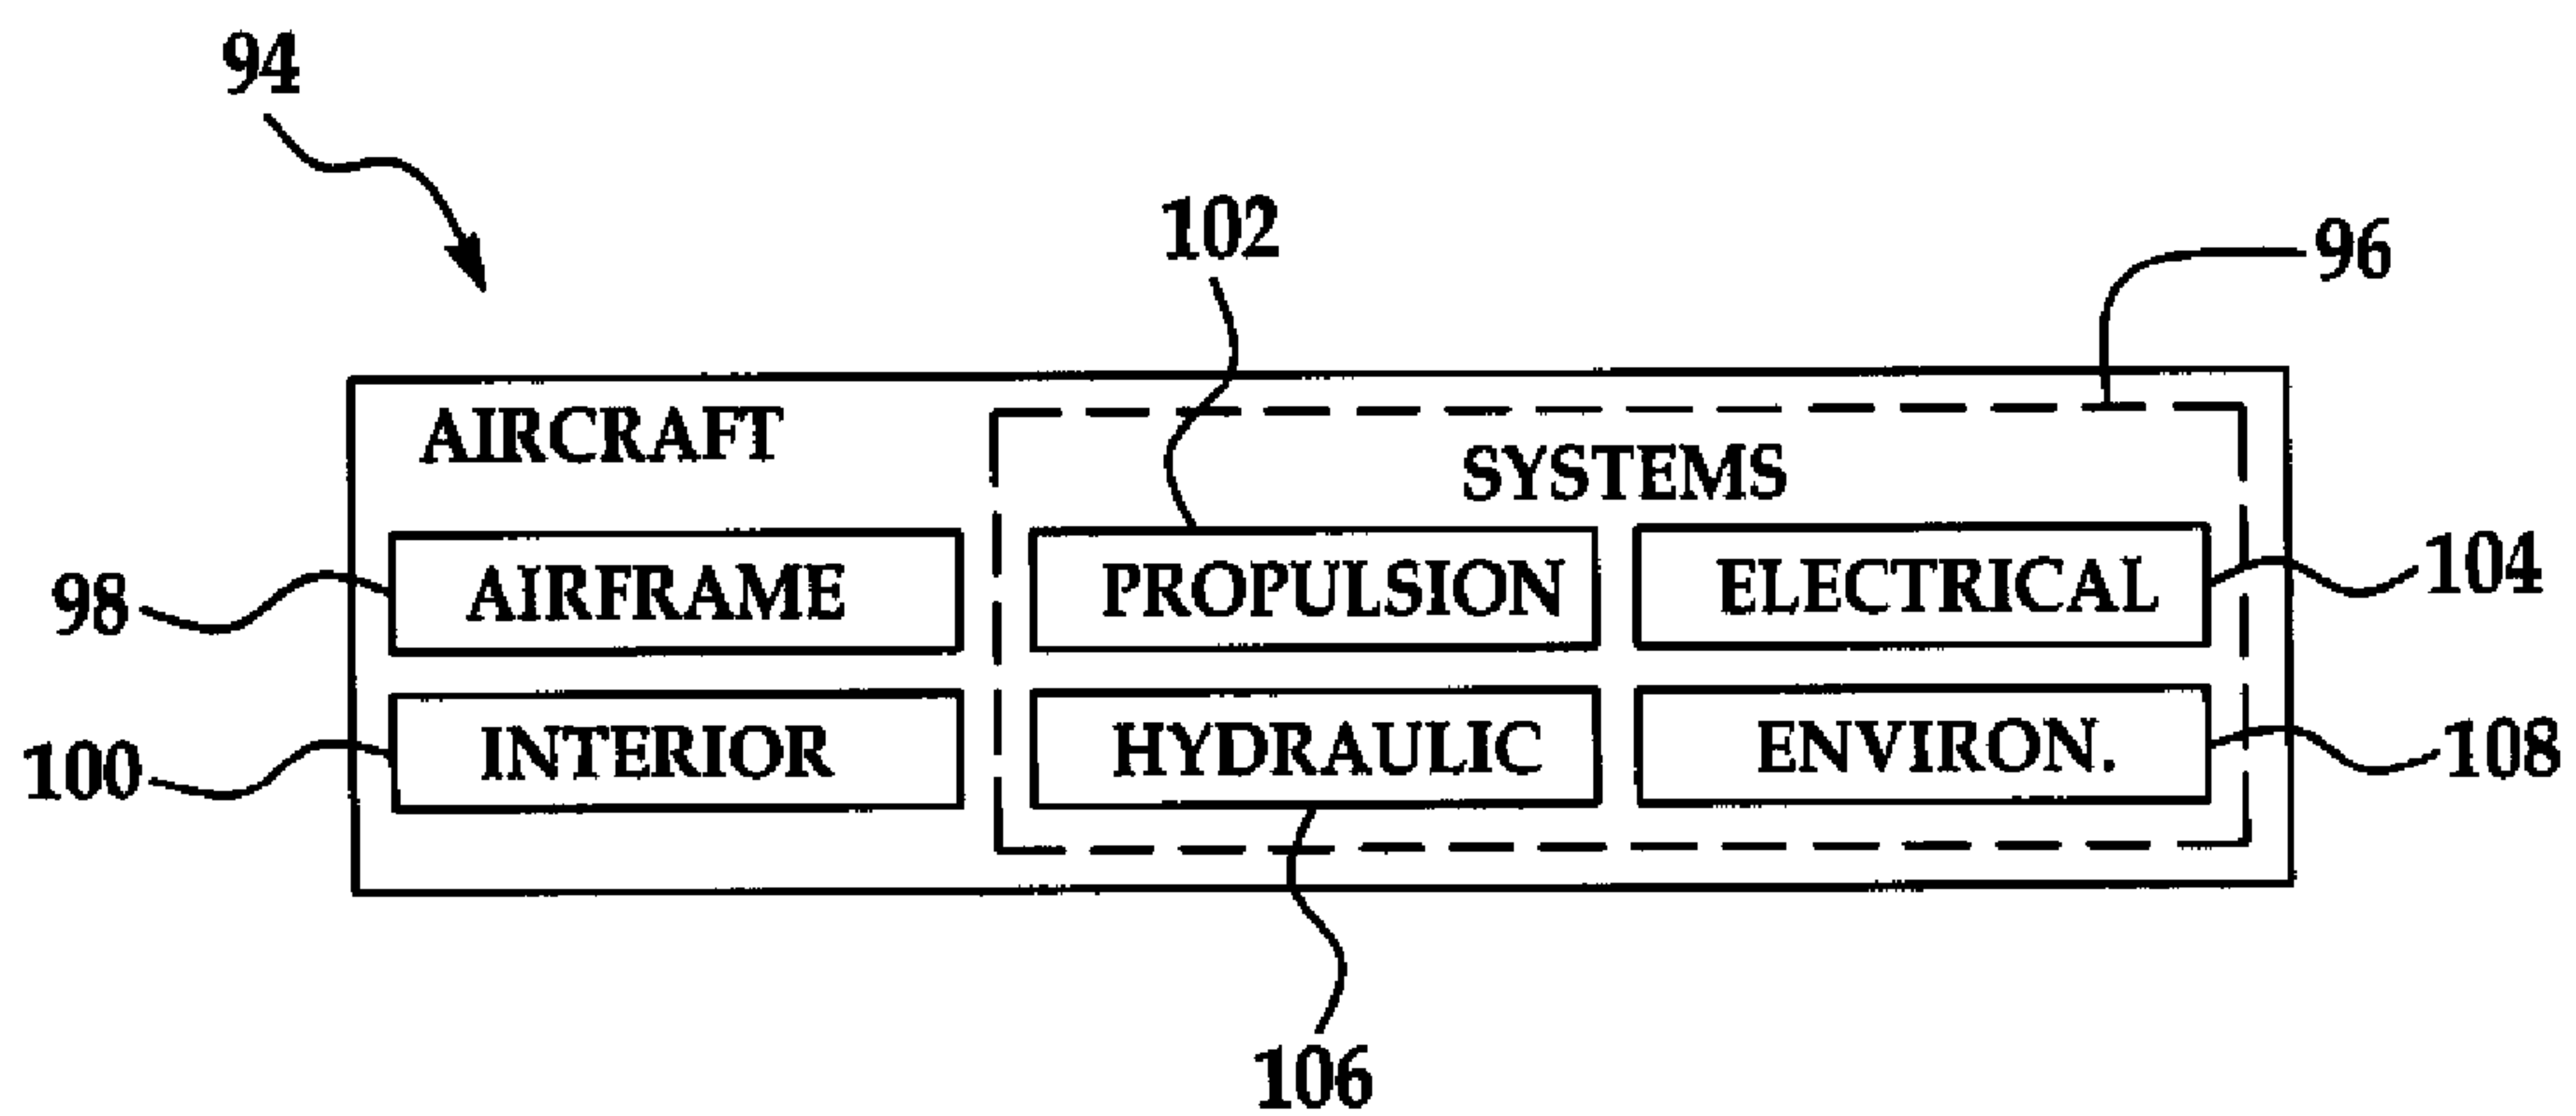 94
102
96
AIRCRAFT
SYSTEMS
98
AIRFRAME
PROPULSION
ELECTRICAL
104
100
INTERIOR
HYDRAULIC
ENVIRON.
108
106